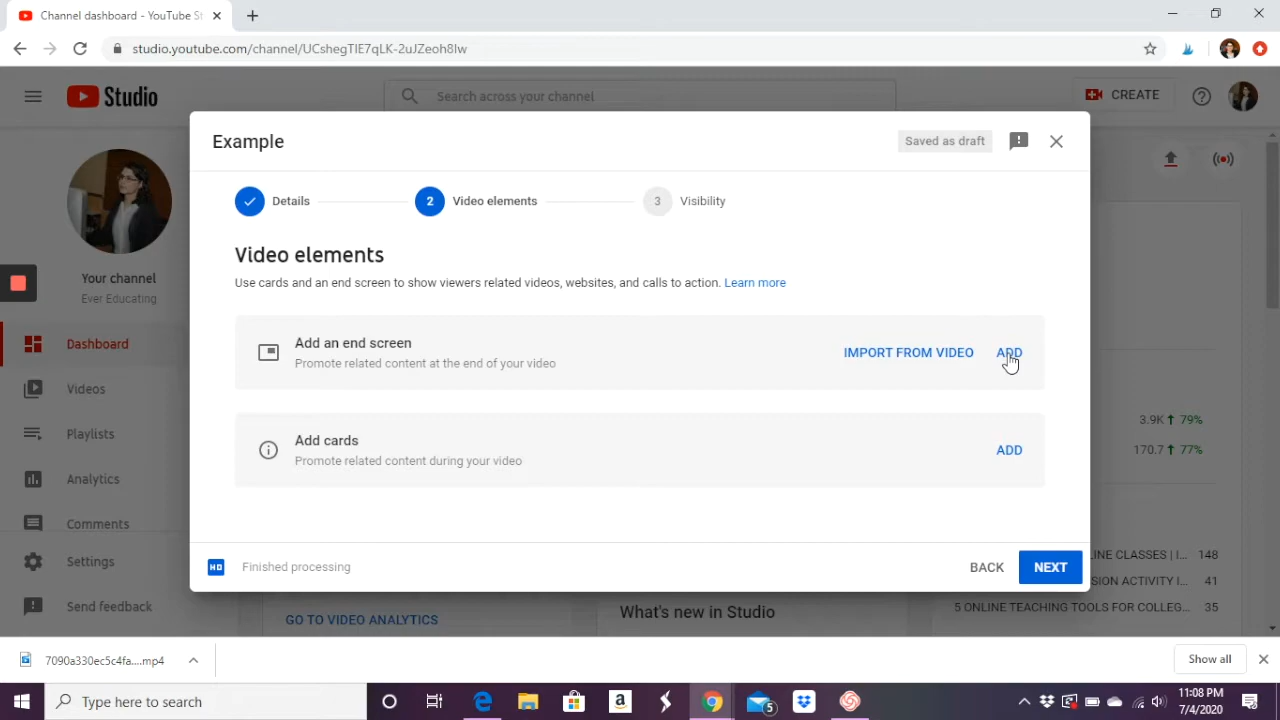 Channel dashboard - YouTube St
studio.youtube.com/channel/UCshegTIE7qLK-2uJZeoh8Iw
Studio
Search across your channel
CREATE
Example
Saved as draft
Details
2 Video elements
3 Visibility
Video elements
Use cards and an end screen to show viewers related videos, websites, and calls to action. Learn more
Your channel
Ever Educating
Add an end screen
Promote related content at the end of your video
IMPORT FROM VIDEO
ADD
Dashboard
Videos
Playlists
Analytics
Comments
Settings
Send feedback
3.9K 79%
170.7 77%
Add cards
Promote related content during your video
ADD
HD Finished processing
BACK
NEXT
LINE CLASSES | I... 148
SION ACTIVITY I... 41
5 ONLINE TEACHING TOOLS FOR COLLEG... 35
GO TO VIDEO ANALYTICS
What's new in Studio
7090a330ec5c4fa....mp4
Show all
Type here to search
5
11:08 PM
7/4/2020